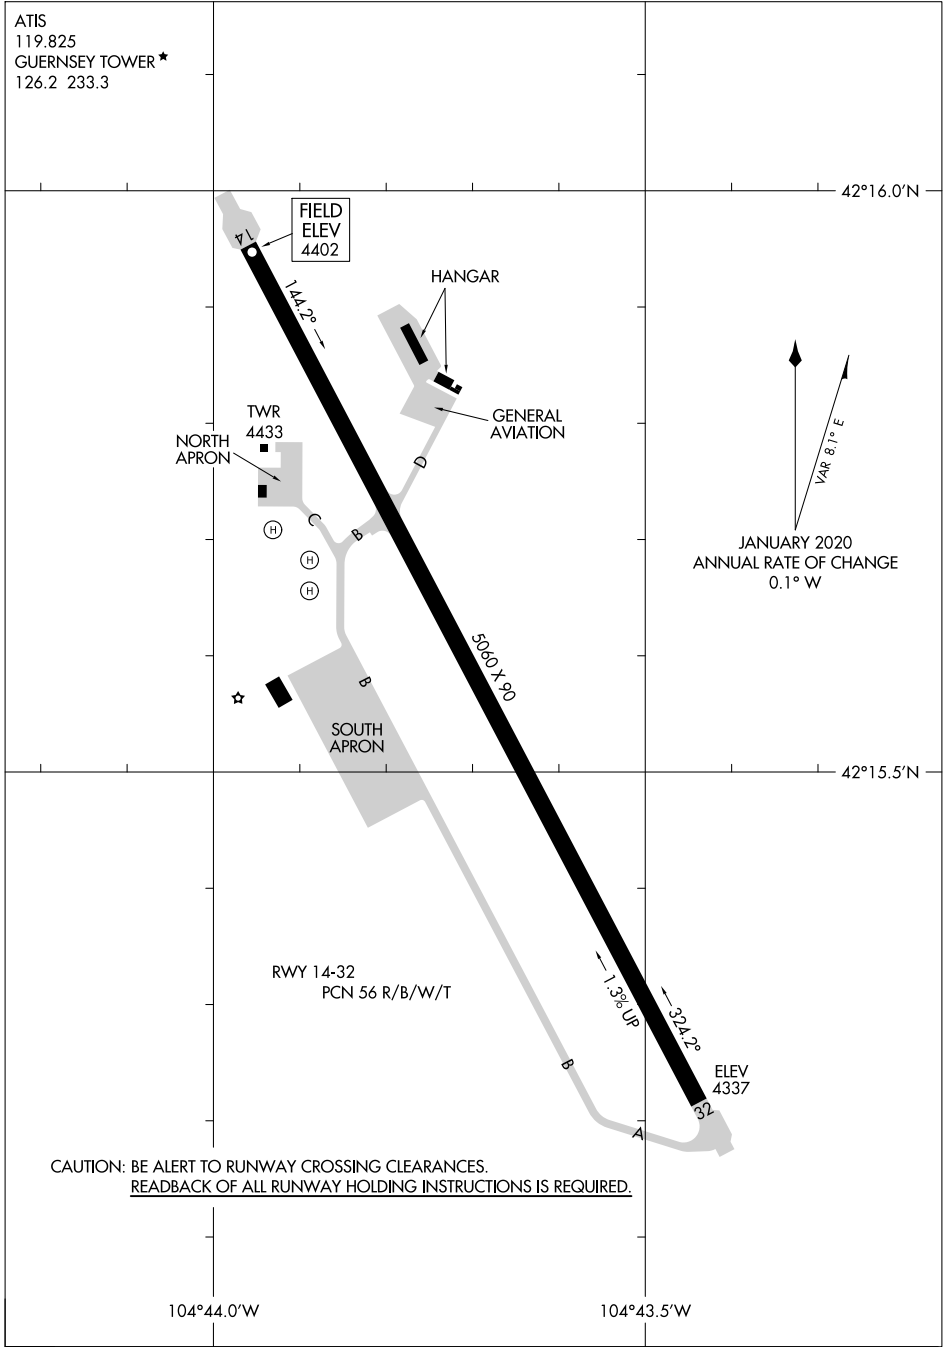 ATIS
119.825
GUERNSEY TOWER ★
126.2 233.3
42°16.0'N
FIELD
ELEV
4402
14
144.2°
HANGAR
TWR
4433
NORTH
APRON
GENERAL
AVIATION
D
C
B
H
H
H
VAR 8.1° E
JANUARY 2020
ANNUAL RATE OF CHANGE
0.1° W
5060 X 90
B
SOUTH
APRON
42°15.5'N
RWY 14-32
PCN 56 R/B/W/T
1.3% UP
324.2°
B
ELEV
4337
32
A
CAUTION: BE ALERT TO RUNWAY CROSSING CLEARANCES.
READBACK OF ALL RUNWAY HOLDING INSTRUCTIONS IS REQUIRED.
104°44.0'W
104°43.5'W